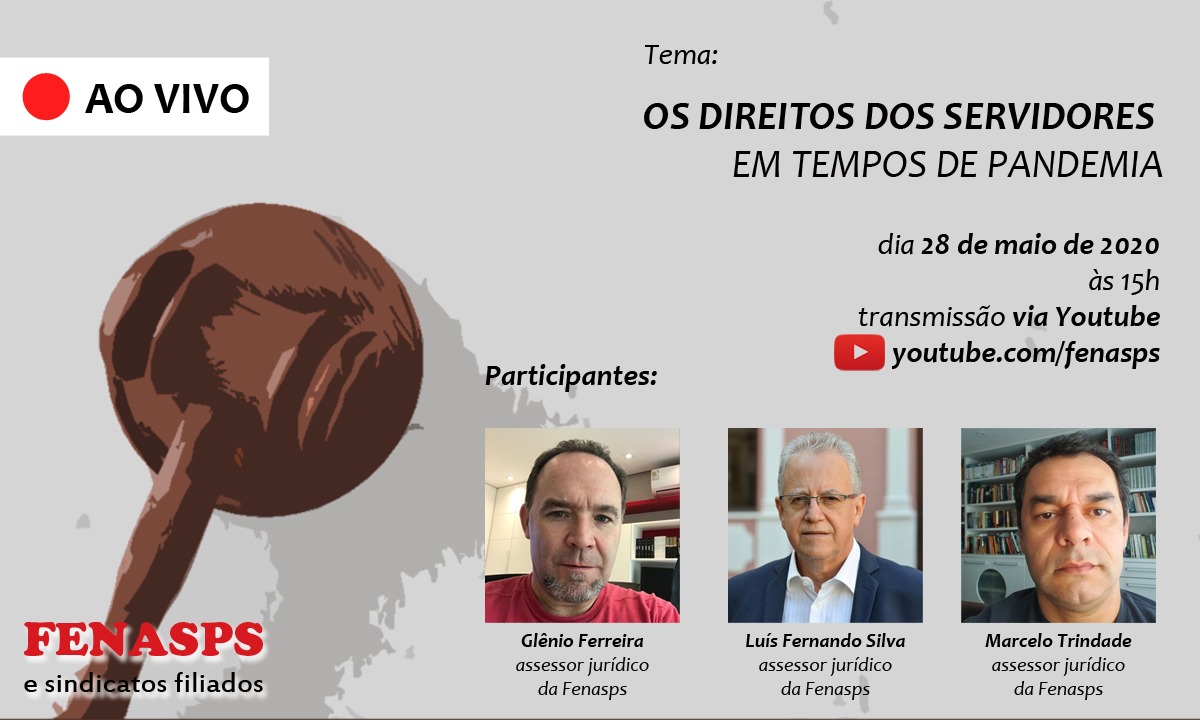 AO VIVO
Tema:
OS DIREITOS DOS SERVIDORES
EM TEMPOS DE PANDEMIA
dia 28 de maio de 2020
às 15h
transmissão via Youtube
youtube.com/fenasps
Participantes:
Glênio Ferreira
assessor jurídico
da Fenasps
Luís Fernando Silva
assessor jurídico
da Fenasps
Marcelo Trindade
assessor jurídico
da Fenasps
FENASPS
e sindicatos filiados